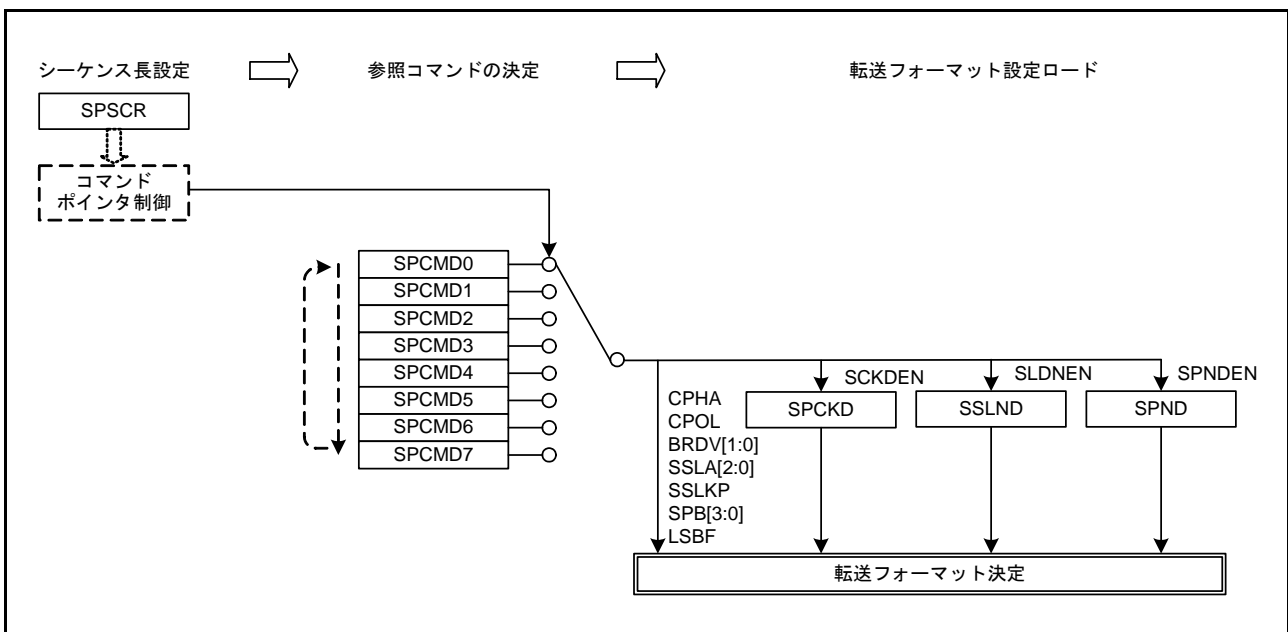 シーケンス長設定
参照コマンドの決定
転送フォーマット設定ロード
SPSCR
コマンド
ポインタ制御
SPCMD0
SPCMD1
SPCMD2
SPCMD3
SPCMD4
SPCMD5
SPCMD6
SPCMD7
CPHA
CPOL
BRDV[1:0]
SSLA[2:0]
SSLKP
SPB[3:0]
LSBF
SCKDEN
SPCKD
SLDNEN
SSLND
SPNDEN
SPND
転送フォーマット決定